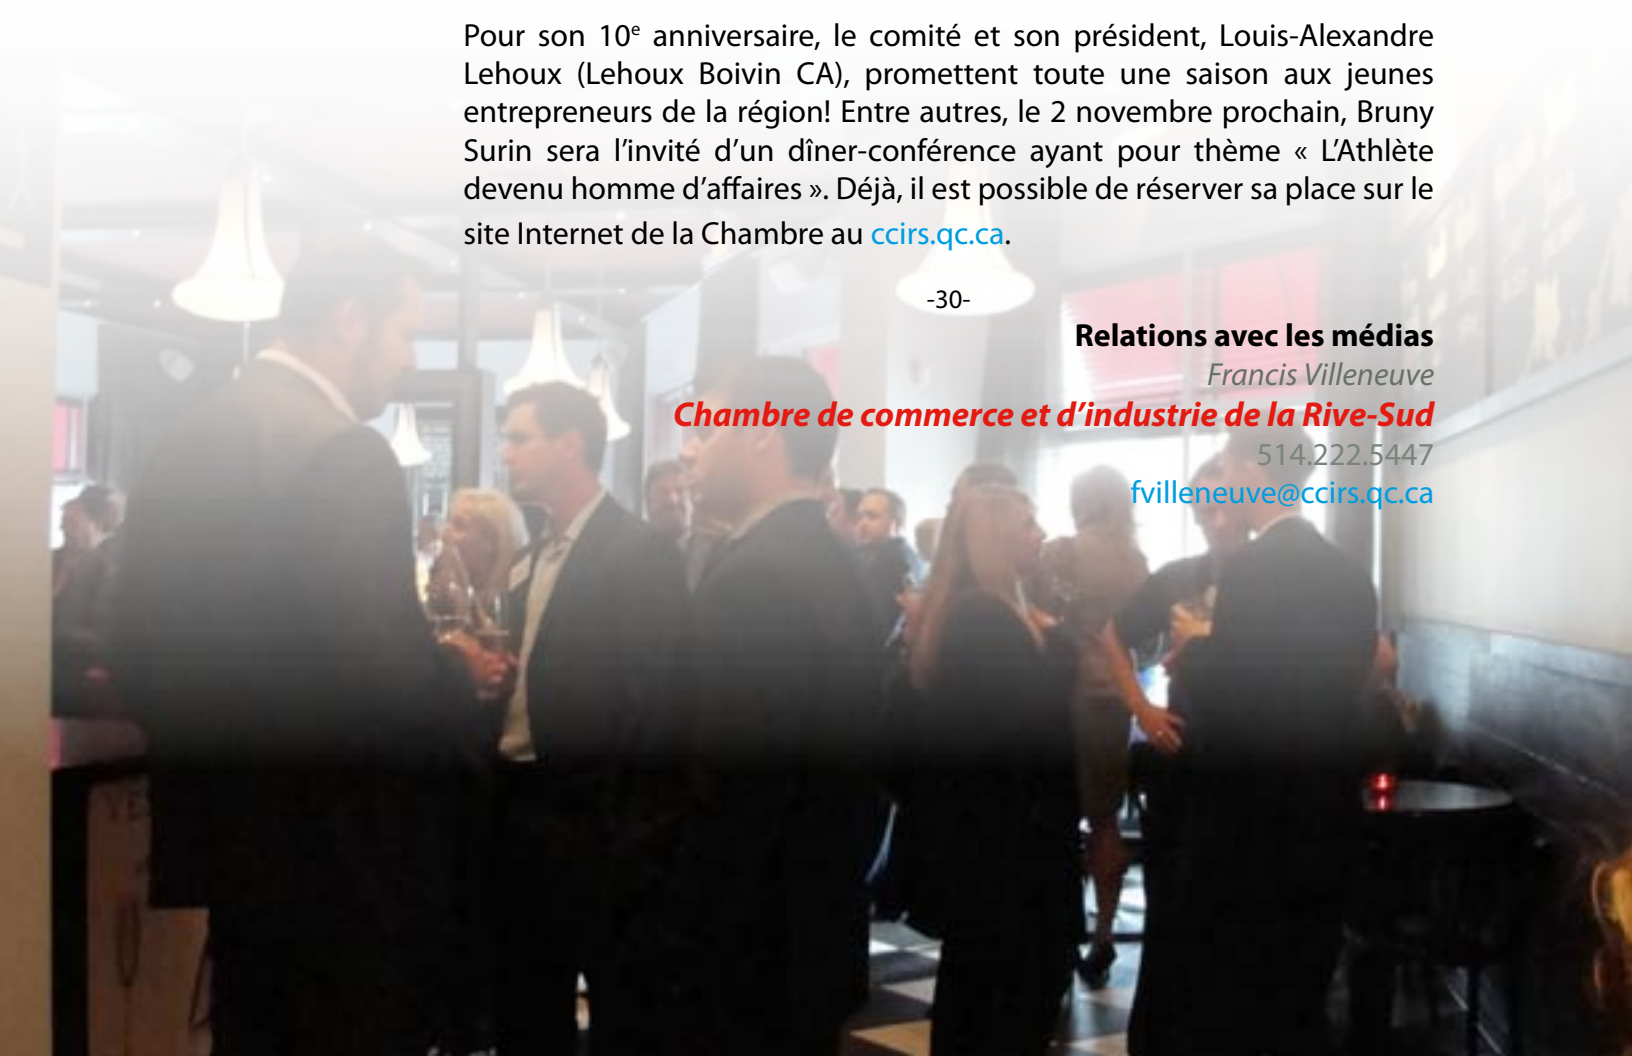 Pour son 10e anniversaire, le comité et son président, Louis-Alexandre
Lehoux (Lehoux Boivin CA), promettent toute une saison aux jeunes
entrepreneurs de la région! Entre autres, le 2 novembre prochain, Bruny
Surin sera l’invité d’un dîner-conférence ayant pour thème « L’Athlète
devenu homme d’affaires ». Déjà, il est possible de réserver sa place sur le
site Internet de la Chambre au ccirs.qc.ca.
-30-
Relations avec les médias
Francis Villeneuve
Chambre de commerce et d’industrie de la Rive-Sud
514.222.5447
fvilleneuve@ccirs.qc.ca